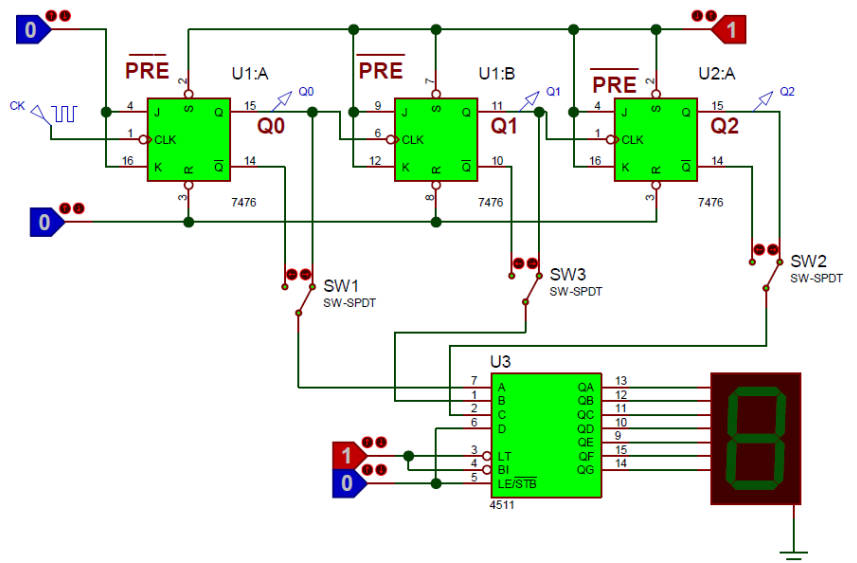 0
1
PRE
U1:A
PRE
U1:B
PRE
U2:A
CK
2
7
2
4
J
S
Q
15
Q0
9
J
S
Q
11
Q1
4
J
S
Q
15
Q2
Q0
Q1
Q2
1
CLK
6
CLK
1
CLK
16
K
R
Q
14
12
K
R
Q
10
16
K
R
Q
14
3
7476
8
7476
3
7476
0
SW1
SW-SPDT
SW3
SW-SPDT
SW2
SW-SPDT
U3
7
A
QA
13
1
B
QB
12
2
C
QC
11
6
D
QD
10
QE
9
1
3
LT
QF
15
4
BI
QG
14
0
5
LE/STB
4511
8